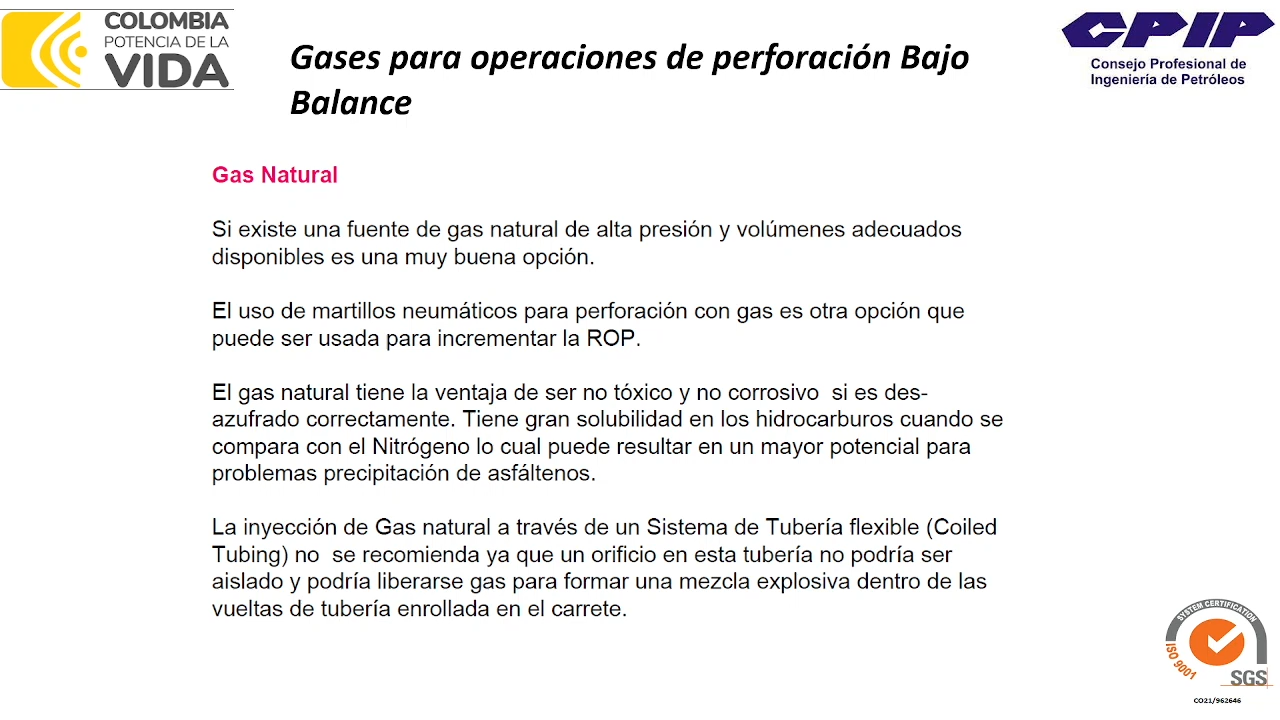 COLOMBIA
POTENCIA DE LA
VIDA
Gases para operaciones de perforación Bajo
Balance
CPIP
Consejo Profesional de
Ingeniería de Petróleos
Gas Natural
Si existe una fuente de gas natural de alta presión y volúmenes adecuados
disponibles es una muy buena opción.
El uso de martillos neumáticos para perforación con gas es otra opción que
puede ser usada para incrementar la ROP.
El gas natural tiene la ventaja de ser no tóxico y no corrosivo  si es des-
azufrado correctamente. Tiene gran solubilidad en los hidrocarburos cuando se
compara con el Nitrógeno lo cual puede resultar en un mayor potencial para
problemas precipitación de asfáltenos.
La inyección de Gas natural a través de un Sistema de Tubería flexible (Coiled
Tubing) no  se recomienda ya que un orificio en esta tubería no podría ser
aislado y podría liberarse gas para formar una mezcla explosiva dentro de las
vueltas de tubería enrollada en el carrete.
SYSTEM CERTIFICATION
ISO 9001
SGS
CO21/962646